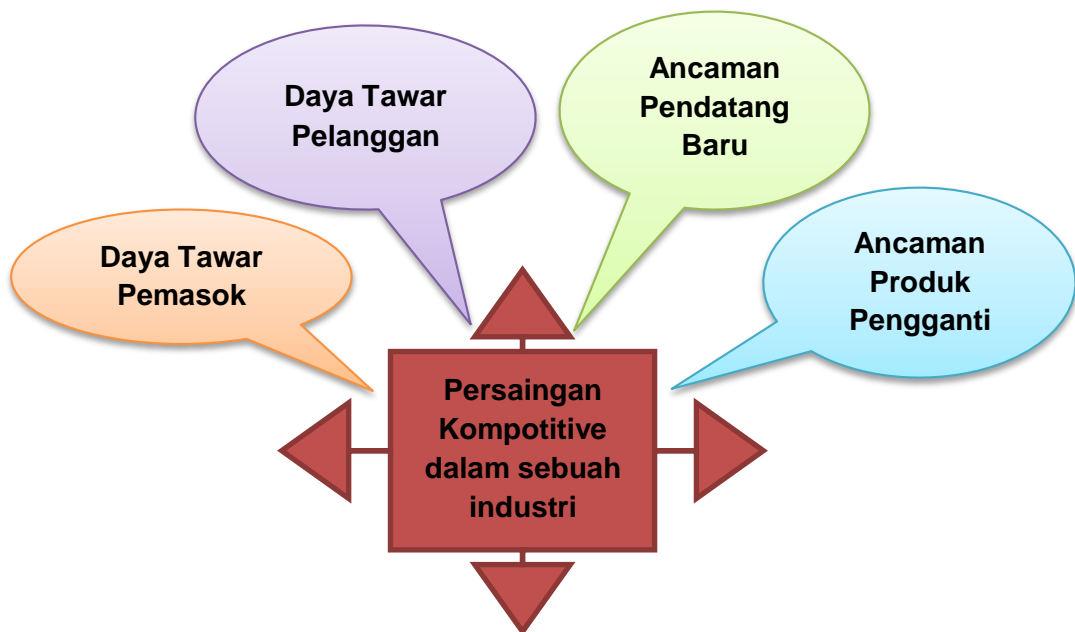 Daya Tawar
Pemasok
Daya Tawar
Pelanggan
Ancaman
Pendatang
Baru
Ancaman
Produk
Pengganti
Persaingan
Kompotitive
dalam sebuah
industri